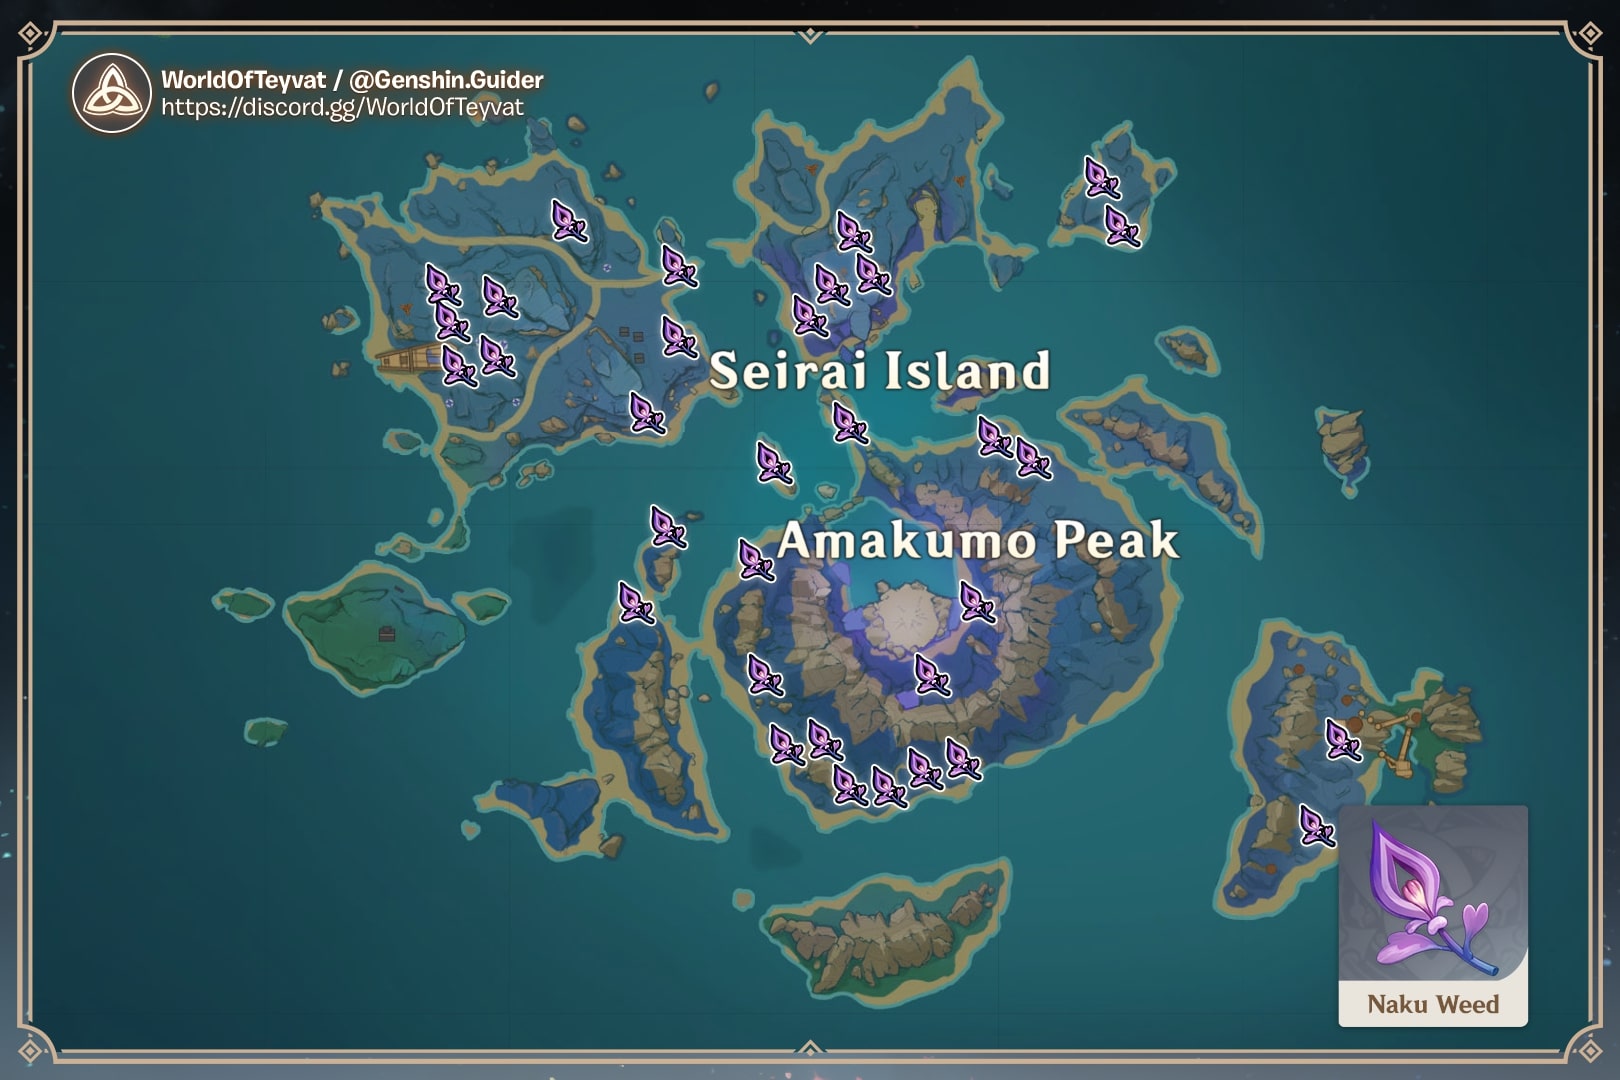 WorldOfTeyvat / @Genshin.Guider
https://discord.gg/WorldOfTeyvat
Seirai Island
Amakumo Peak
Naku Weed